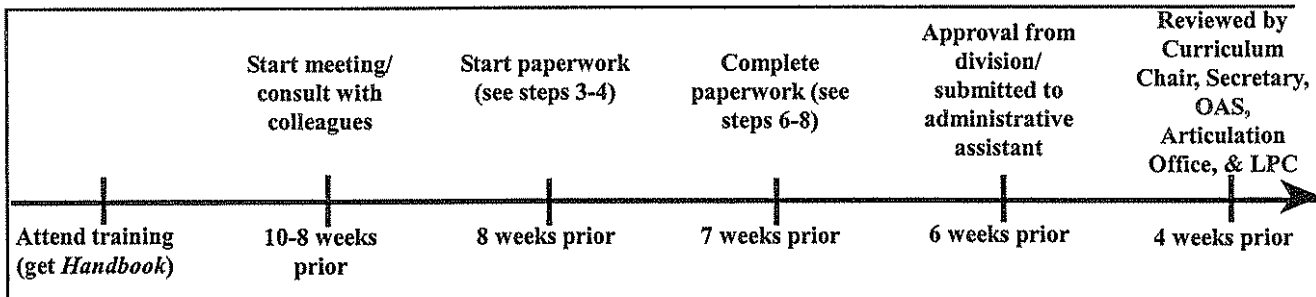 Start meeting/
consult with
colleagues
Start paperwork
(see steps 3-4)
Complete
paperwork (see
steps 6-8)
Approval from
division/
submitted to
administrative
assistant
Reviewed by
Curriculum
Chair, Secretary,
OAS,
Articulation
Office, & LPC
Attend training
(get Handbook)
10-8 weeks
prior
8 weeks prior
7 weeks prior
6 weeks prior
4 weeks prior